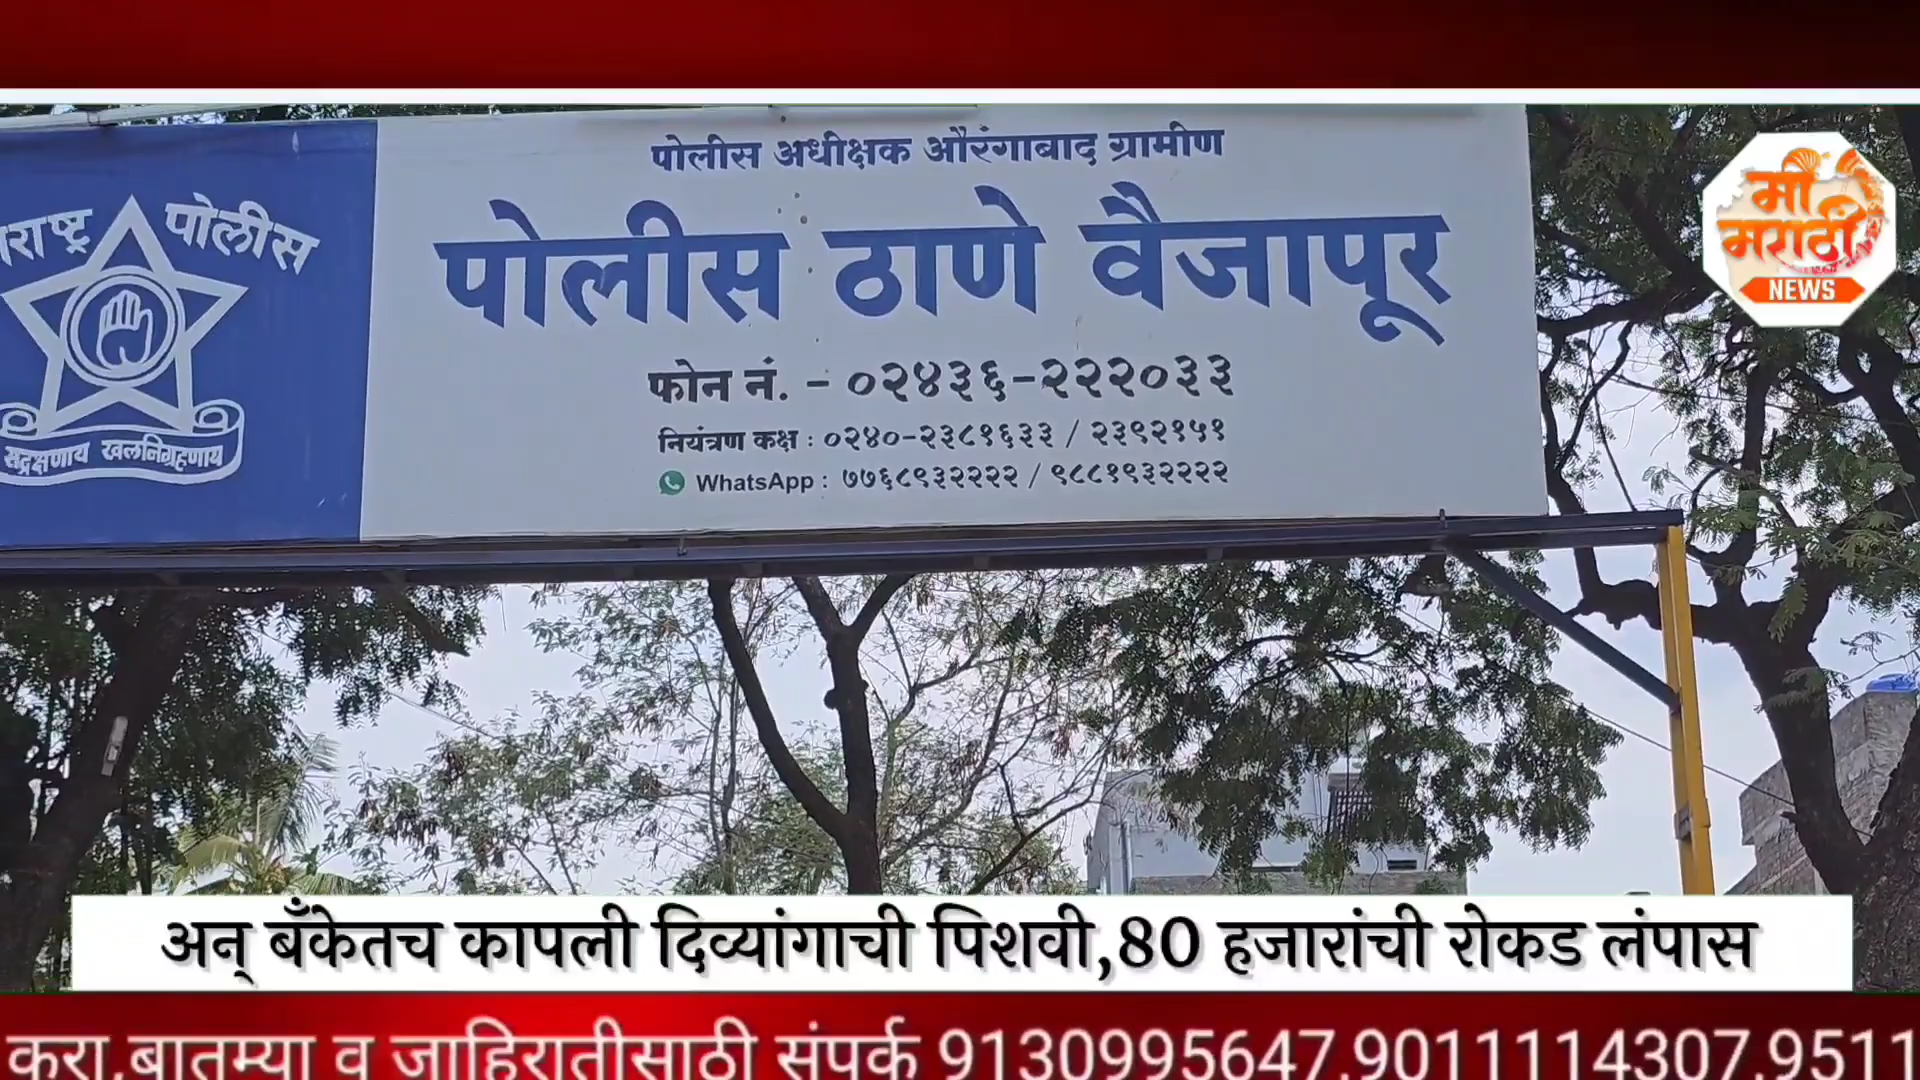 पोलीस अधीक्षक औरंगाबाद ग्रामीण
राष्ट्र पोलीस
पोलीस ठाणे वैजापूर
मी
मराठी
NEWS
फोन नं. - ०२४३६-२२२०३३
नियंत्रण कक्ष : ०२४०-२३८१६३३ / २३९२१५१
सद्रक्षणाय खलनिग्रहणाय
WhatsApp : ७७६८९३२२२२ / ९८८१९३२२२२
अन् बँकेतच कापली दिव्यांगाची पिशवी,80 हजारांची रोकड लंपास
करा.बातम्या व जाहिरातीसाठी संपर्क 9130995647,9011114307,9511